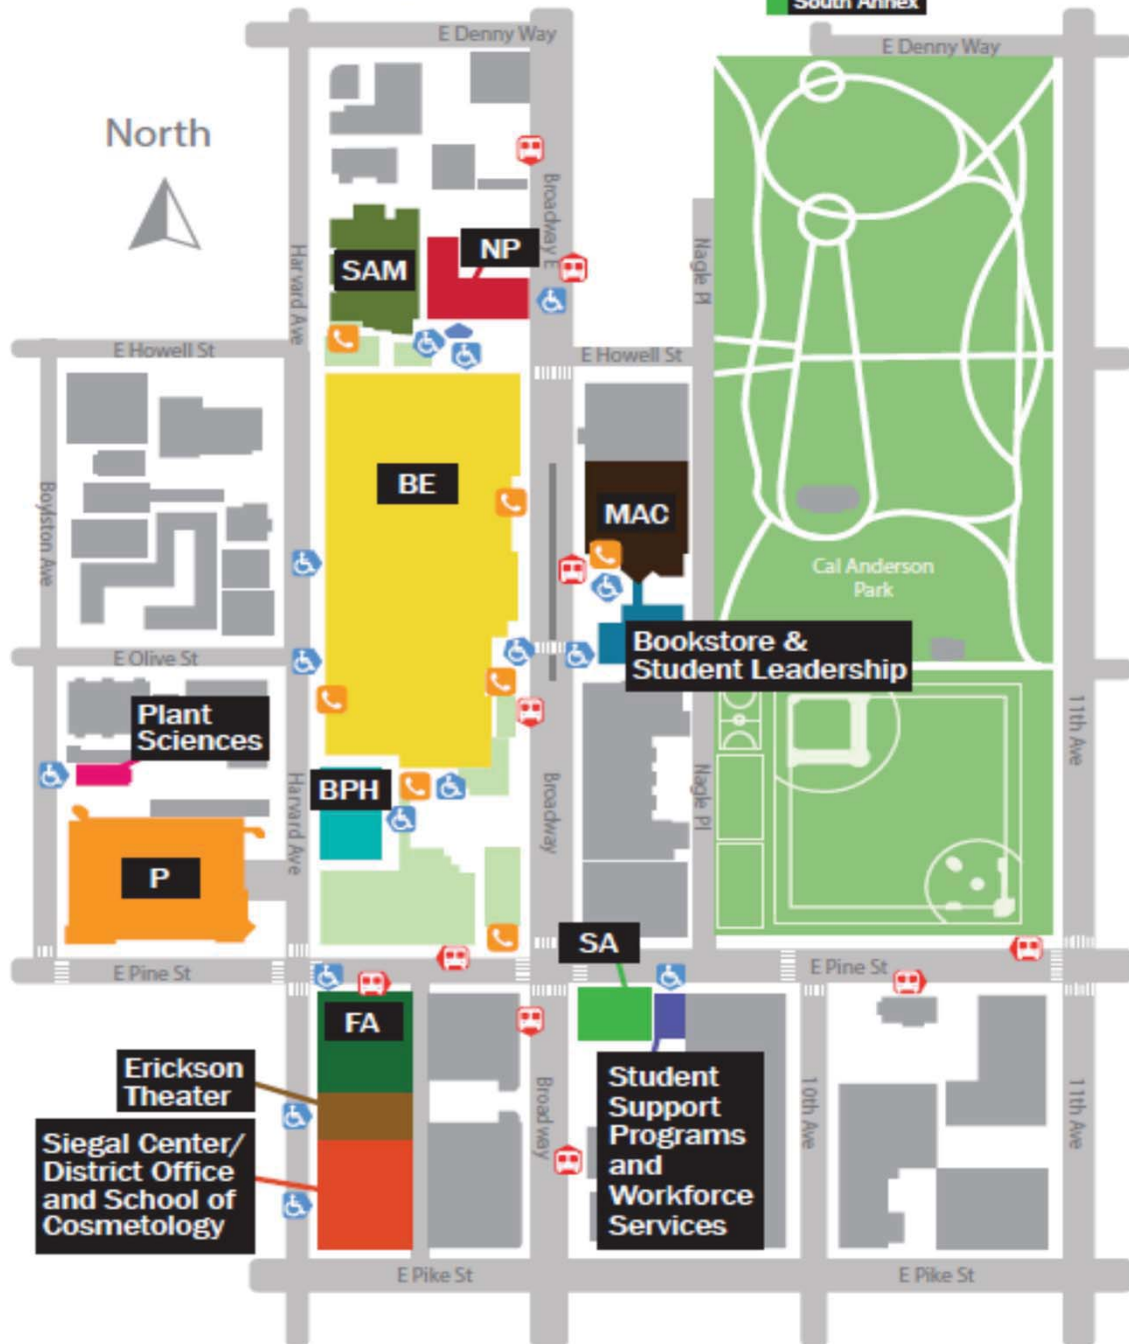 South Annex
E Denny Way
E Denny Way
North
Broadway E
NP
SAM
Harvard Ave
Nagle Pl
E Howell St
E Howell St
BE
MAC
Boylston Ave
Cal Anderson
Park
Bookstore &
Student Leadership
E Olive St
Plant
Sciences
11th Ave
BPH
Harvard Ave
Broadway
Nagle Pl
P
SA
E Pine St
E Pine St
FA
Erickson
Theater
Student
Support
Programs
and
Workforce
Services
Broadway
10th Ave
11th Ave
Siegal Center/
District Office
and School of
Cosmetology
E Pike St
E Pike St